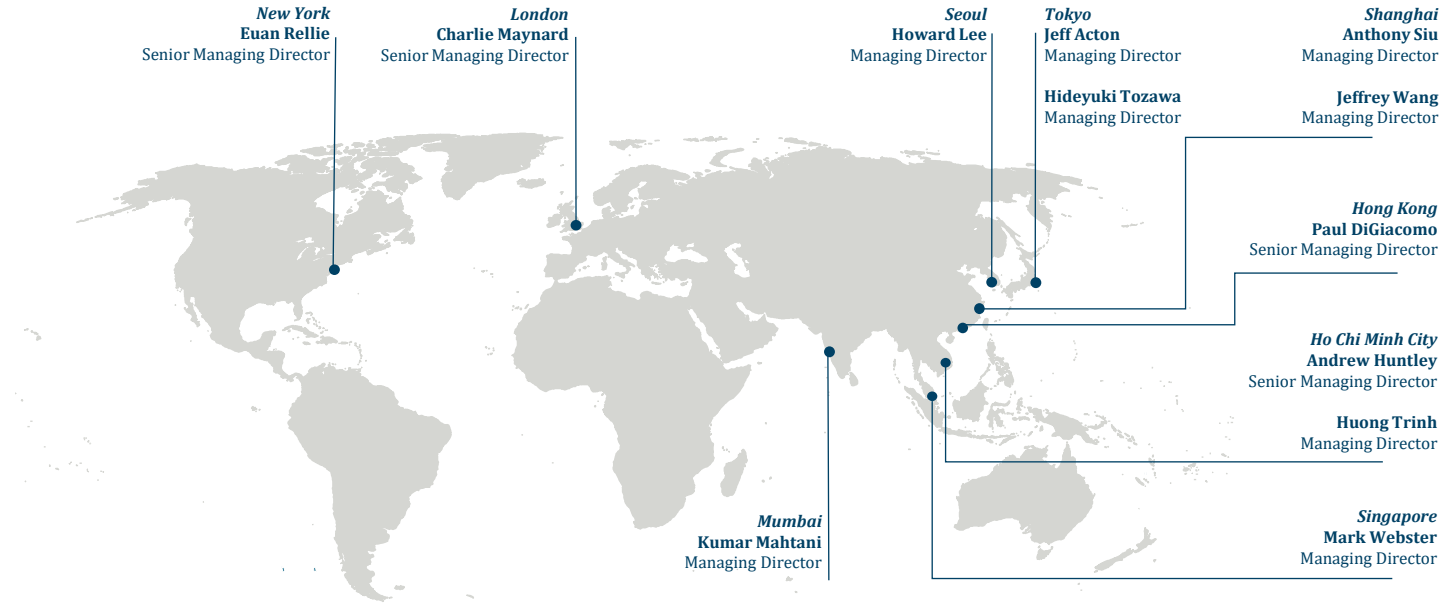 New York
Euan Rellie
Senior Managing Director
London
Charlie Maynard
Senior Managing Director
Seoul
Howard Lee
Managing Director
Tokyo
Jeff Acton
Managing Director
Hideyuki Tozawa
Managing Director
Shanghai
Anthony Siu
Managing Director
Jeffrey Wang
Managing Director
Hong Kong
Paul DiGiacomo
Senior Managing Director
Ho Chi Minh City
Andrew Huntley
Senior Managing Director
Huong Trinh
Managing Director
Mumbai
Kumar Mahtani
Managing Director
Singapore
Mark Webster
Managing Director